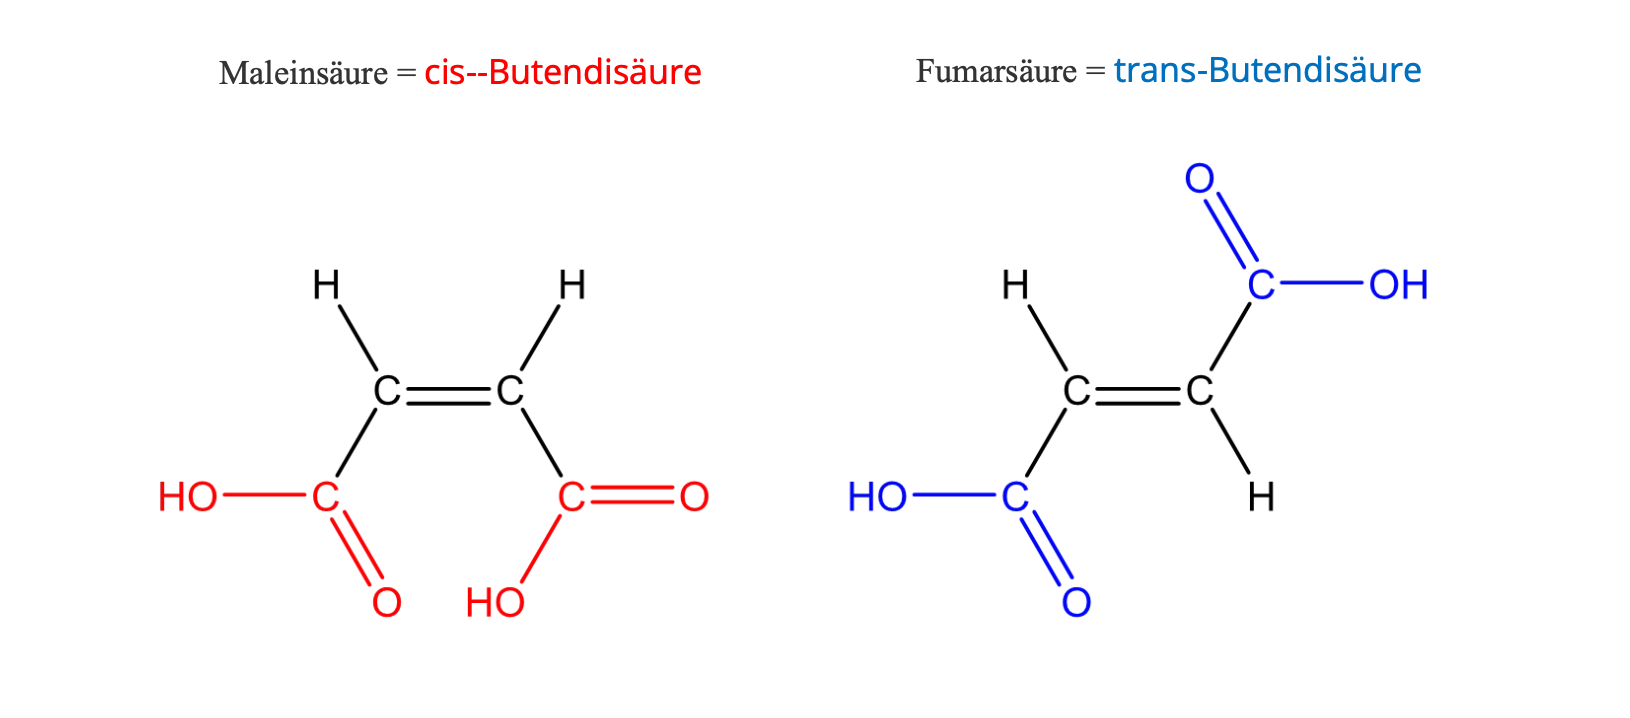 Maleinsäure = cis--Butendisäure
Fumarsäure = trans-Butendisäure
O
H H
H C OH
C C
C C
HO C C O
HO C H
O HO
O